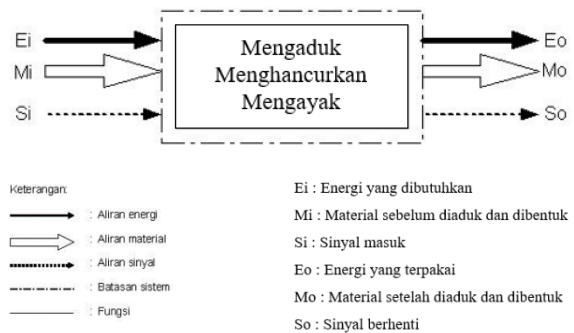 Ei
Mi
Si
Mengaduk
Menghancurkan
Mengayak
Eo
Mo
So
Keterangan:
: Aliran energi
: Aliran material
: Aliran sinyal
: Batasan sistem
: Fungsi
Ei : Energi yang dibutuhkan
Mi : Material sebelum diaduk dan dibentuk
Si : Sinyal masuk
Eo : Energi yang terpakai
Mo : Material setelah diaduk dan dibentuk
So : Sinyal berhenti